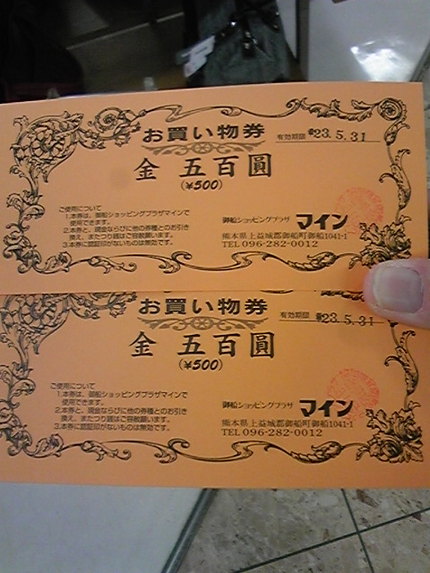 お買い物券
有効期限 23.5.31
金 五百圓
(¥500)
ご使用について
1.本券は、御船ショッピングプラザマインで
使用できます。
2.本券と、現金ならびに他の券種とのお引き
換え、またつり銭はご容赦願います。
3.本券に認証印がないものは無効です。
御船ショッピングプラザ マイン
熊本県上益城郡御船町御船1041-1
TEL 096-282-0012
お買い物券
有効期限 23.5.31
金 五百圓
(¥500)
ご使用について
1.本券は、御船ショッピングプラザマインで
使用できます。
2.本券と、現金ならびに他の券種とのお引き
換え、またつり銭はご容赦願います。
3.本券に認証印がないものは無効です。
御船ショッピングプラザ マイン
熊本県上益城郡御船町御船1041-1
TEL 096-282-0012